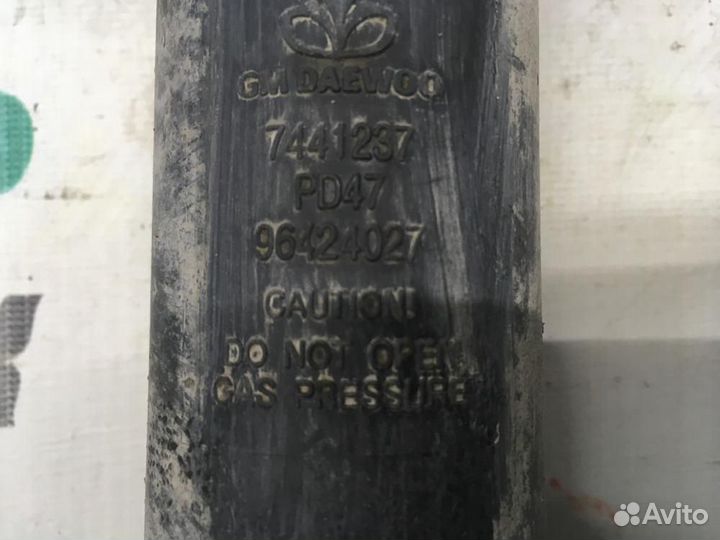 GM DAEWOO
7441237
PD47
96424027
CAUTION!
DO NOT OPEN
GAS PRESSURE
Avito